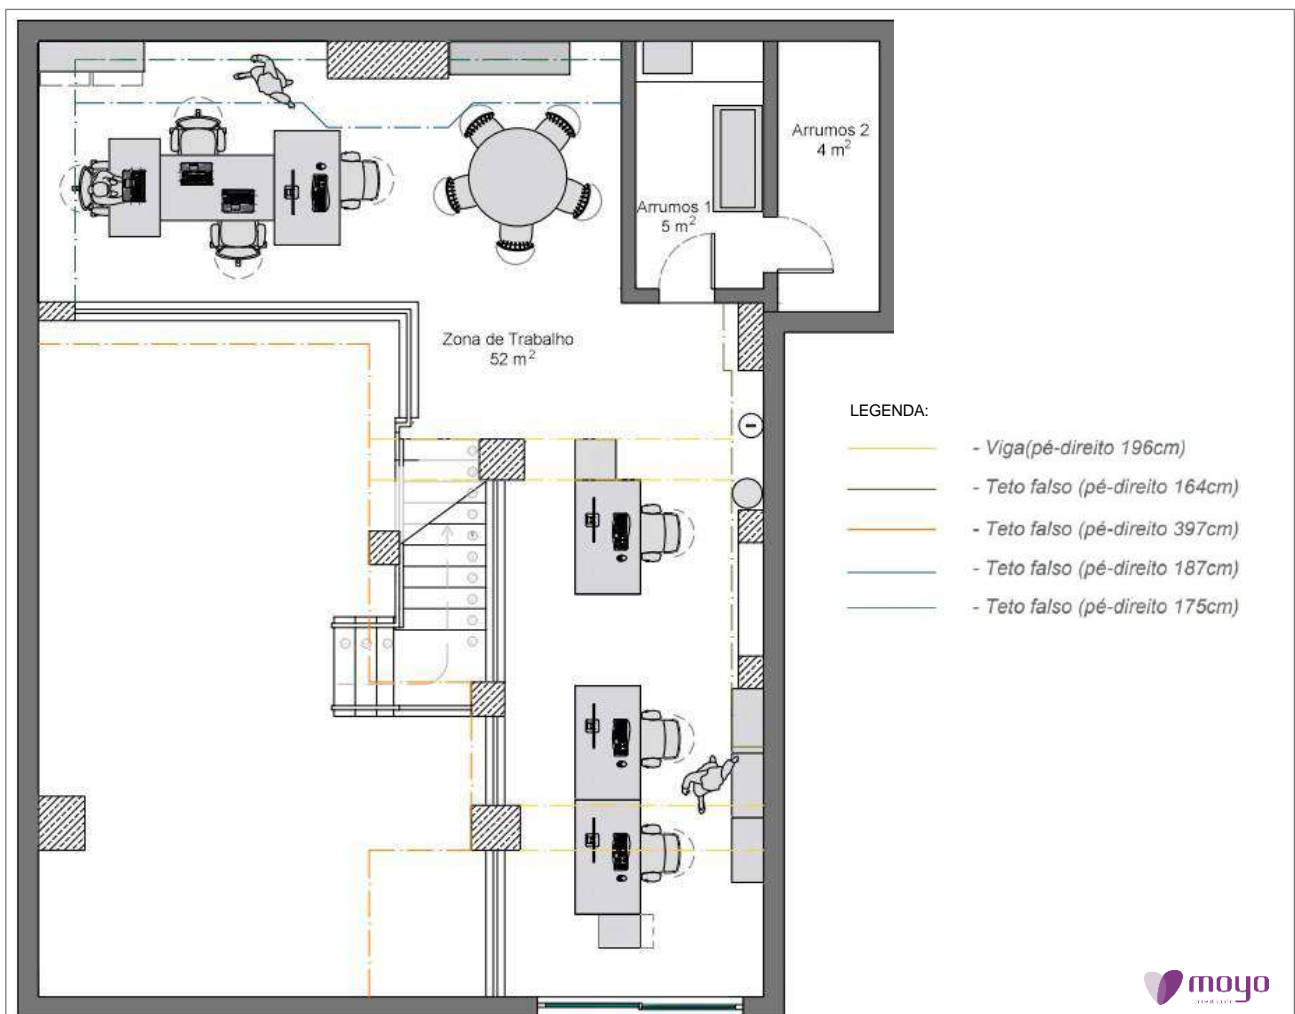 Arrumos 2
4 m²
Arrumos 1
5 m²
Zona de Trabalho
52 m²
LEGENDA:
- Viga(pé-direito 196cm)
- Teto falso (pé-direito 164cm)
- Teto falso (pé-direito 397cm)
- Teto falso (pé-direito 187cm)
- Teto falso (pé-direito 175cm)
moyo